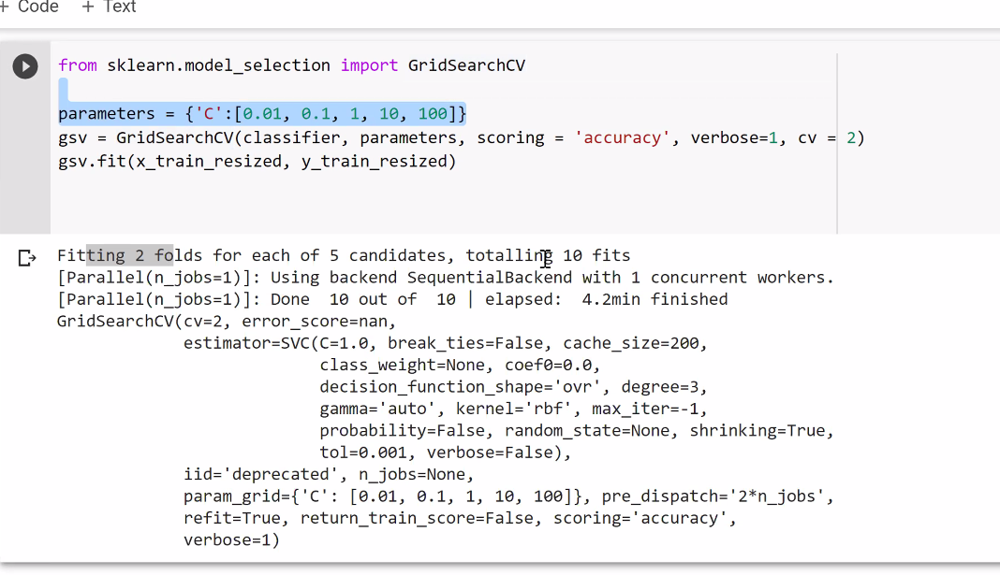 + Code + Text
from sklearn.model_selection import GridSearchCV
parameters = {'C':[0.01, 0.1, 1, 10, 100]}
gsv = GridSearchCV(classifier, parameters, scoring = 'accuracy', verbose=1, cv = 2)
gsv.fit(x_train_resized, y_train_resized)
Fitting 2 folds for each of 5 candidates, totalling 10 fits
[Parallel(n_jobs=1)]: Using backend SequentialBackend with 1 concurrent workers.
[Parallel(n_jobs=1)]: Done  10 out of  10 | elapsed:  4.2min finished
GridSearchCV(cv=2, error_score=nan,
             estimator=SVC(C=1.0, break_ties=False, cache_size=200,
                           class_weight=None, coef0=0.0,
                           decision_function_shape='ovr', degree=3,
                           gamma='auto', kernel='rbf', max_iter=-1,
                           probability=False, random_state=None, shrinking=True,
                           tol=0.001, verbose=False),
             iid='deprecated', n_jobs=None,
             param_grid={'C': [0.01, 0.1, 1, 10, 100]}, pre_dispatch='2*n_jobs',
             refit=True, return_train_score=False, scoring='accuracy',
             verbose=1)